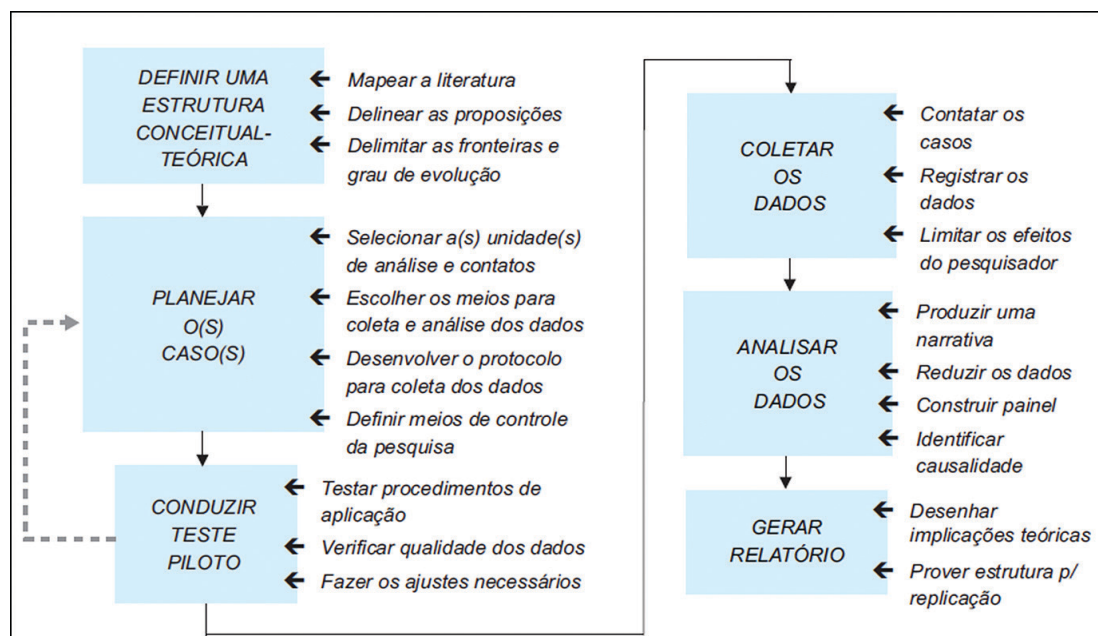 DEFINIR UMA
ESTRUTURA
CONCEITUAL-
TEÓRICA
Mapear a literatura
Delinear as proposições
Delimitar as fronteiras e
grau de evolução
PLANEJAR
O(S)
CASO(S)
Selecionar a(s) unidade(s)
de análise e contatos
Escolher os meios para
coleta e análise dos dados
Desenvolver o protocolo
para coleta dos dados
Definir meios de controle
da pesquisa
CONDUZIR
TESTE
PILOTO
Testar procedimentos de
aplicação
Verificar qualidade dos dados
Fazer os ajustes necessários
COLETAR
OS
DADOS
Contatar os
casos
Registrar os
dados
Limitar os efeitos
do pesquisador
ANALISAR
OS
DADOS
Produzir uma
narrativa
Reduzir os dados
Construir painel
Identificar
causalidade
GERAR
RELATÓRIO
Desenhar
implicações teóricas
Prover estrutura p/
replicação